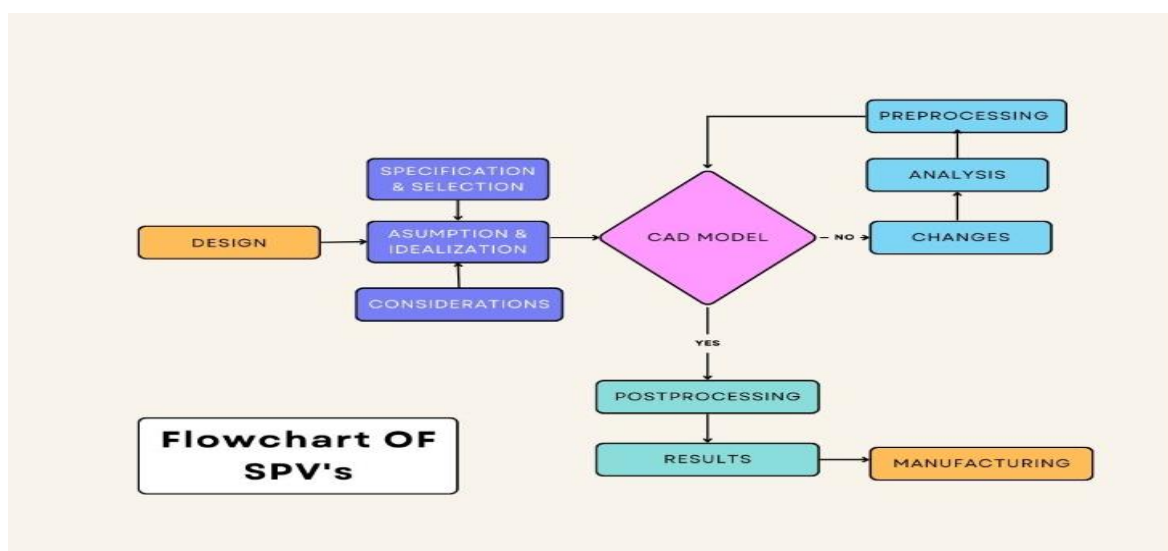 PREPROCESSING
SPECIFICATION
& SELECTION
ANALYSIS
DESIGN
ASUMPTION &
IDEALIZATION
CAD MODEL
NO
CHANGES
CONSIDERATIONS
YES
POSTPROCESSING
RESULTS
MANUFACTURING
Flowchart OF
SPV's